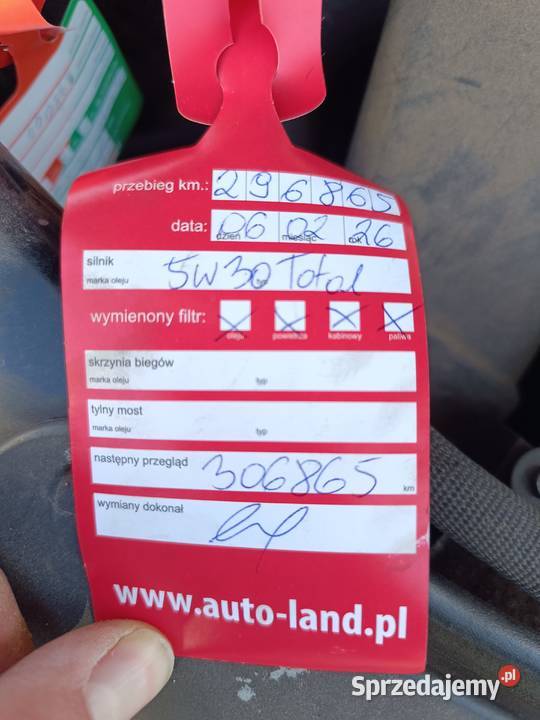 przebieg km.: 296865
data: 06 02 26
dzień miesiąc rok
silnik 5W30 Total
marka oleju typ
wymienony filtr:
oleju powietrza kabinowy paliwa
skrzynia biegów
marka oleju typ
tylny most
marka oleju typ
następny przegląd 306865 km
wymiany dokonał
www.auto-land.pl
Sprzedajemy.pl